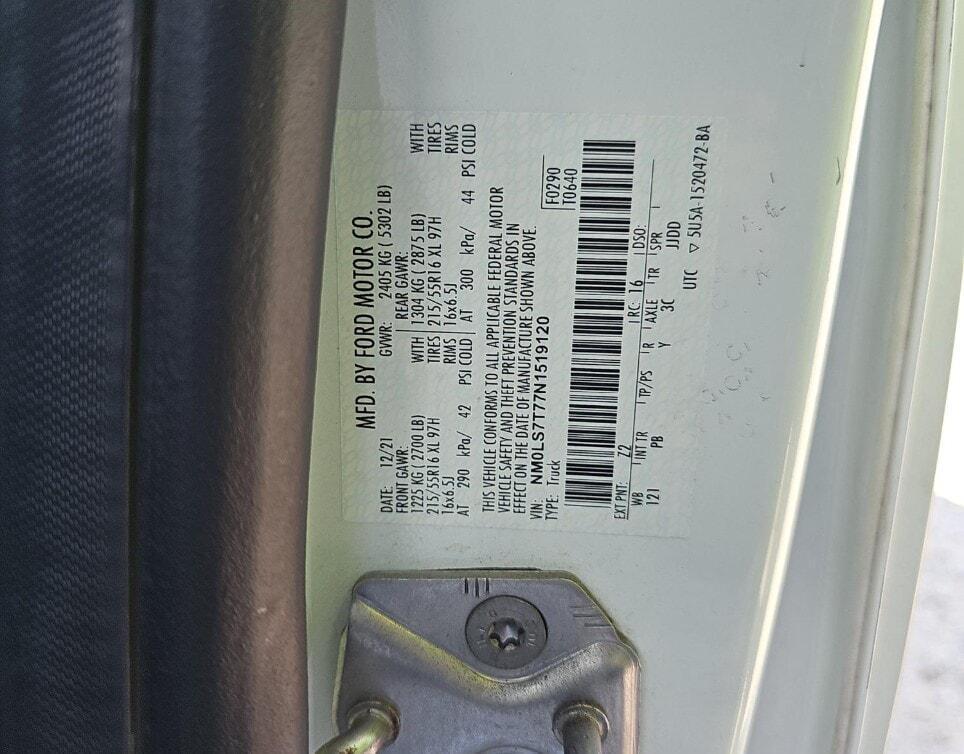 MFD. BY FORD MOTOR CO.
DATE: 12/21 GVWR: 2405 KG ( 5302 LB)
FRONT GAWR: REAR GAWR: WITH
1225 KG ( 2700 LB) WITH 1304 KG ( 2875 LB) TIRES
215/55R16 XL 97H TIRES 215/55R16 XL 97H RIMS
16x6.5J RIMS 16x6.5J
AT 290 kPa/ 42 PSI COLD AT 300 kPa/ 44 PSI COLD
THIS VEHICLE CONFORMS TO ALL APPLICABLE FEDERAL MOTOR
VEHICLE SAFETY AND THEFT PREVENTION STANDARDS IN
EFFECT ON THE DATE OF MANUFACTURE SHOWN ABOVE.
VIN: NM0LS7T77N1519120
TYPE: Truck
F0290
T0640
EXT PNT: Z2 RC: 16 DSO:
WB INT TR TP/PS R AXLE TR SPR
121 PB Y 3C JJDD
UTC ▽ 5U5A-1520472-BA